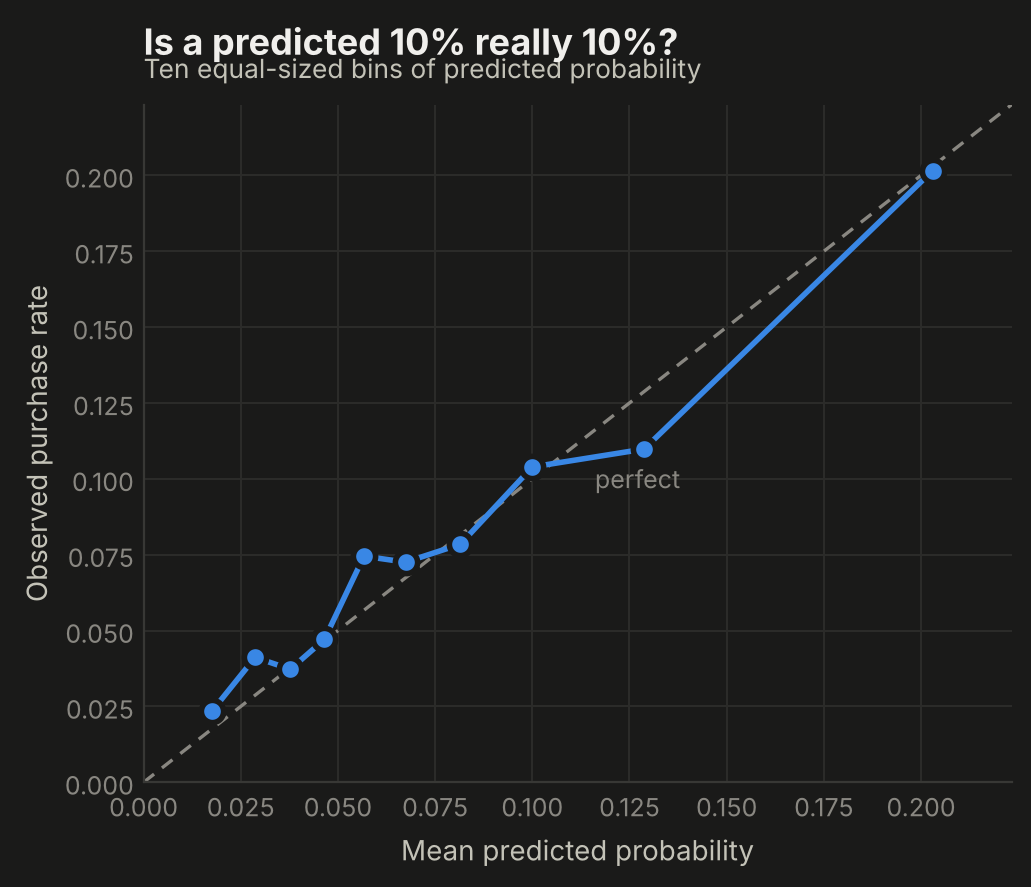 Is a predicted 10% really 10%?
Ten equal-sized bins of predicted probability
Observed purchase rate
0.200
0.175
0.150
0.125
0.100
0.075
0.050
0.025
0.000
perfect
0.000 0.025 0.050 0.075 0.100 0.125 0.150 0.175 0.200
Mean predicted probability